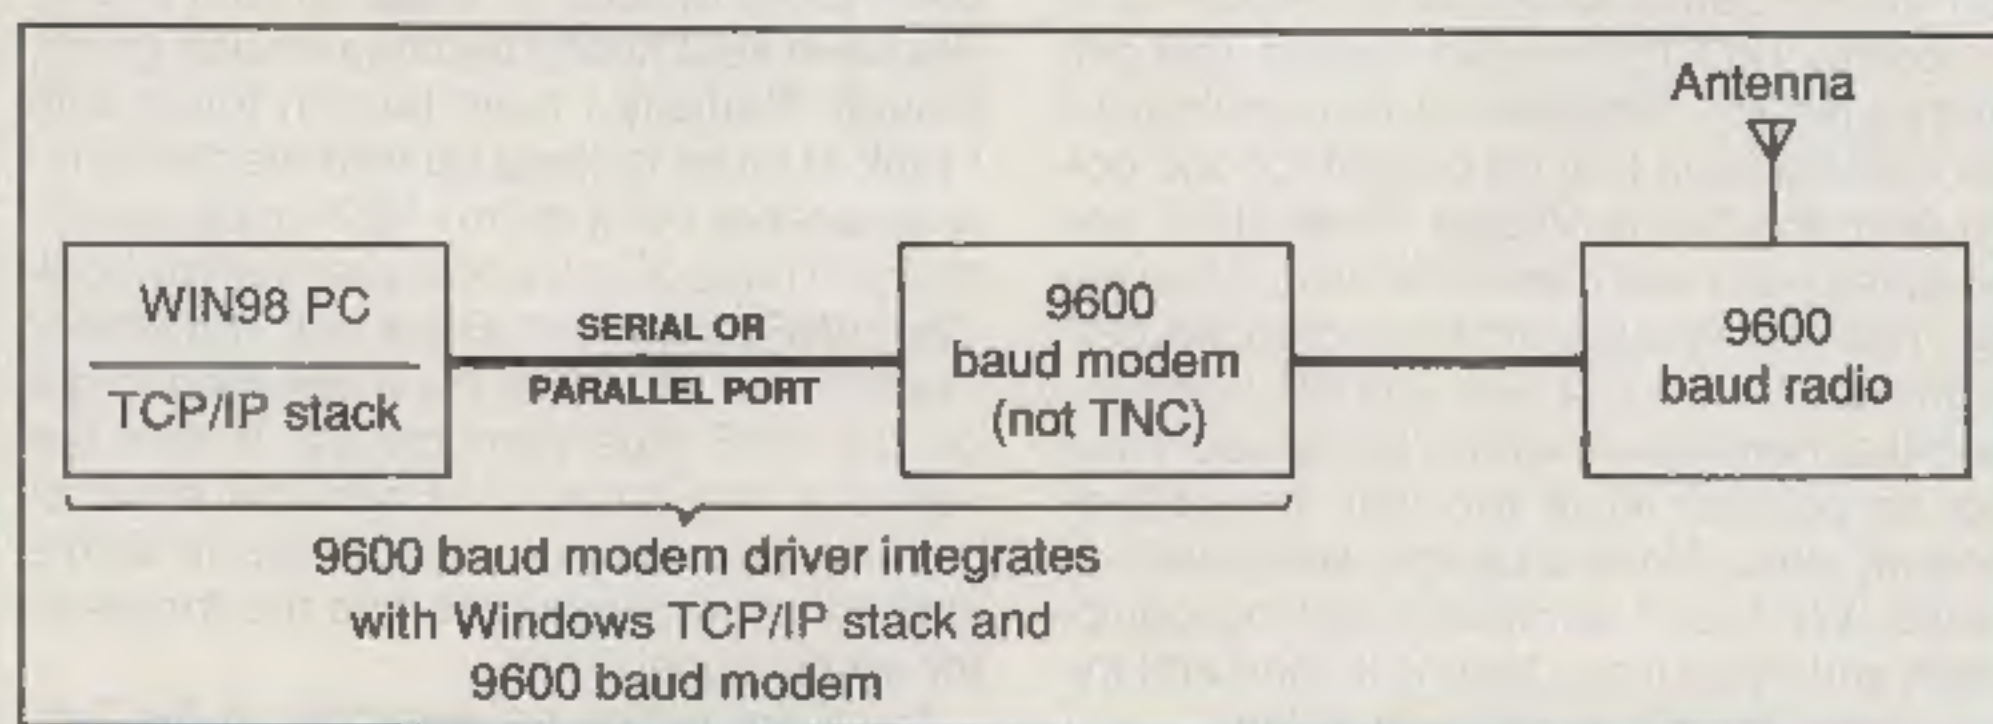 Antenna
WIN98 PC
TCP/IP stack
SERIAL OR
PARALLEL PORT
9600
baud modem
(not TNC)
9600
baud radio
9600 baud modem driver integrates
with Windows TCP/IP stack and
9600 baud modem